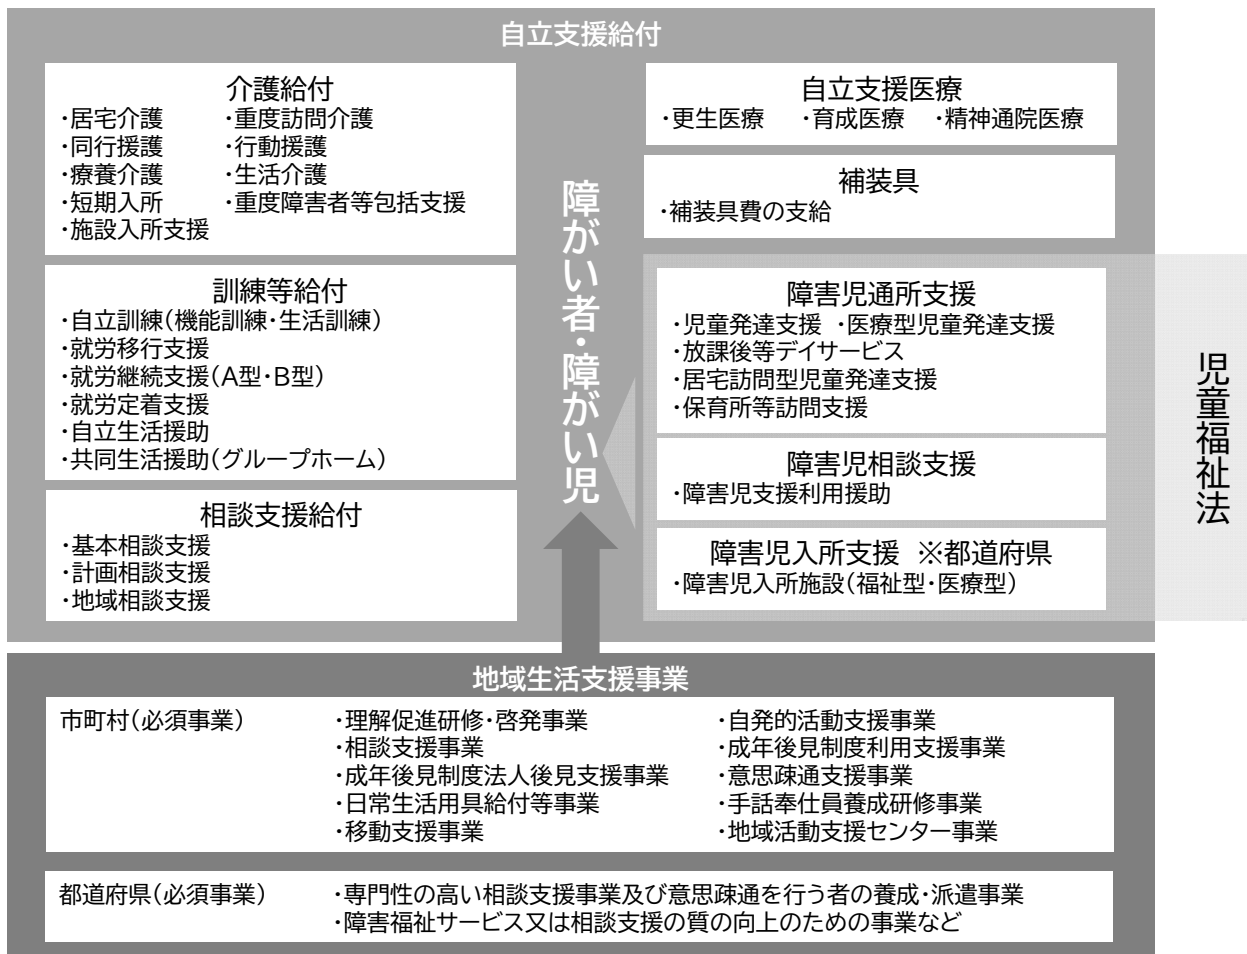 自立支援給付
介護給付
・居宅介護 ・重度訪問介護
・同行援護 ・行動援護
・療養介護 ・生活介護
・短期入所 ・重度障害者等包括支援
・施設入所支援
訓練等給付
・自立訓練(機能訓練・生活訓練)
・就労移行支援
・就労継続支援(A型・B型)
・就労定着支援
・自立生活援助
・共同生活援助(グループホーム)
相談支援給付
・基本相談支援
・計画相談支援
・地域相談支援
障がい者・障がい児
自立支援医療
・更生医療 ・育成医療 ・精神通院医療
補装具
・補装具費の支給
障害児通所支援
・児童発達支援 ・医療型児童発達支援
・放課後等デイサービス
・居宅訪問型児童発達支援
・保育所等訪問支援
障害児相談支援
・障害児支援利用援助
障害児入所支援 ※都道府県
・障害児入所施設(福祉型・医療型)
児童福祉法
地域生活支援事業
市町村(必須事業) ・理解促進研修・啓発事業 ・自発的活動支援事業
・相談支援事業 ・成年後見制度利用支援事業
・成年後見制度法人後見支援事業 ・意思疎通支援事業
・日常生活用具給付等事業 ・手話奉仕員養成研修事業
・移動支援事業 ・地域活動支援センター事業
都道府県(必須事業) ・専門性の高い相談支援事業及び意思疎通を行う者の養成・派遣事業
・障害福祉サービス又は相談支援の質の向上のための事業など